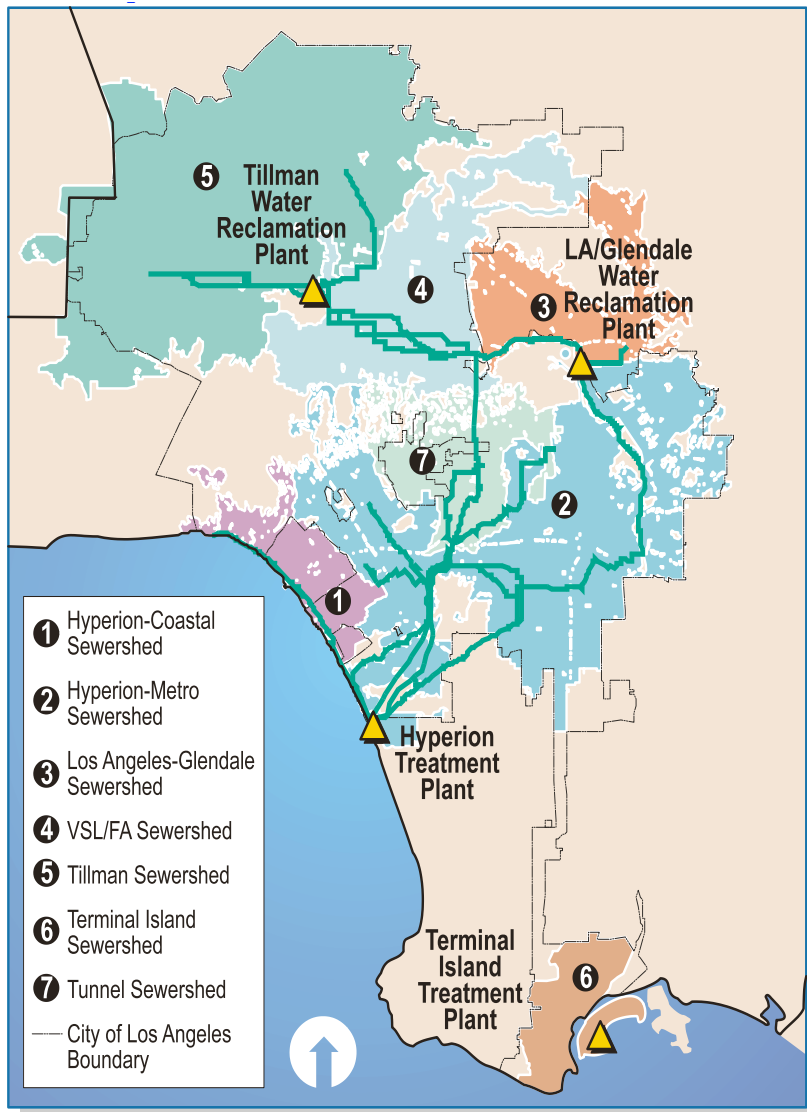 5
Tillman
Water
Reclamation
Plant
4
LA/Glendale
Water
Reclamation
Plant
3
7
2
1
Hyperion
Treatment
Plant
Terminal
Island
Treatment
Plant
6
1 Hyperion-Coastal
Sewershed
2 Hyperion-Metro
Sewershed
3 Los Angeles-Glendale
Sewershed
4 VSL/FA Sewershed
5 Tillman Sewershed
6 Terminal Island
Sewershed
7 Tunnel Sewershed
City of Los Angeles
Boundary